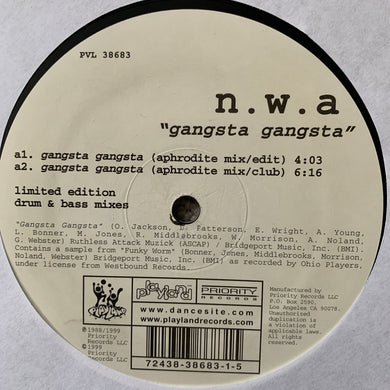 PVL 38683
n.w.a
"gangsta gangsta"
a1. gangsta gangsta (aphrodite mix/edit) 4:03
a2. gangsta gangsta (aphrodite mix/club) 6:16
limited edition
drum & bass mixes
"Gangsta Gangsta" (O. Jackson, L. Patterson, E. Wright, A. Young,
L. Bonner, M. Jones, R. Middlebrooks, W. Morrison, A. Noland,
G. Webster) Ruthless Attack Muzick (ASCAP) / Bridgeport Music, Inc. (BMI).
Contains a sample from "Funky Worm" (Bonner, Jones, Middlebrooks, Morrison,
Noland, Webster) Bridgeport Music, Inc. (BMI) as recorded by Ohio Players,
under license from Westbound Records.
playland
PRIORITY
RECORDS
www.dancesite.com
www.playlandrecords.com
Manufactured by
Priority Records LLC
P.O. Box 2590,
Los Angeles CA 90078.
Unauthorized
duplication is
a violation of
applicable laws.
All rights
reserved.
℗1988/1999
Priority
Records LLC
©1999
Priority
Records LLC
72438-38683-1-5